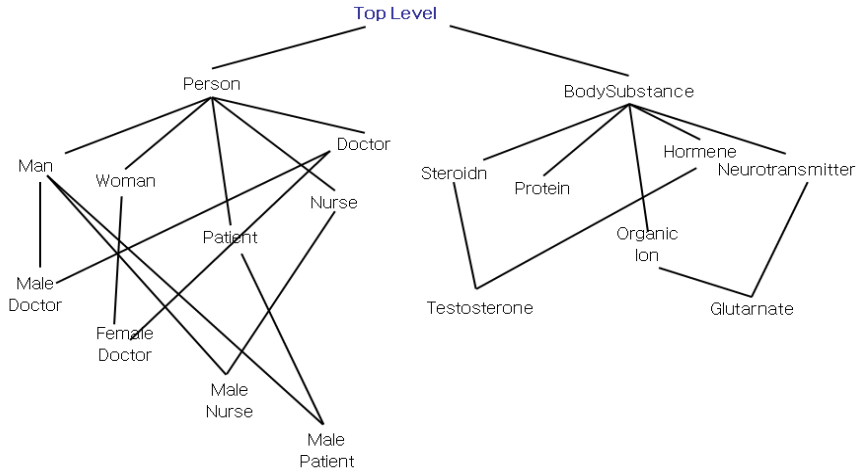 Top Level
Person
BodySubstance
Doctor
Hormene
Man
Woman
Steroidn
Protein
Neurotransmitter
Nurse
Patient
Organic
Ion
Male
Doctor
Testosterone
Glutarnate
Female
Doctor
Male
Nurse
Male
Patient